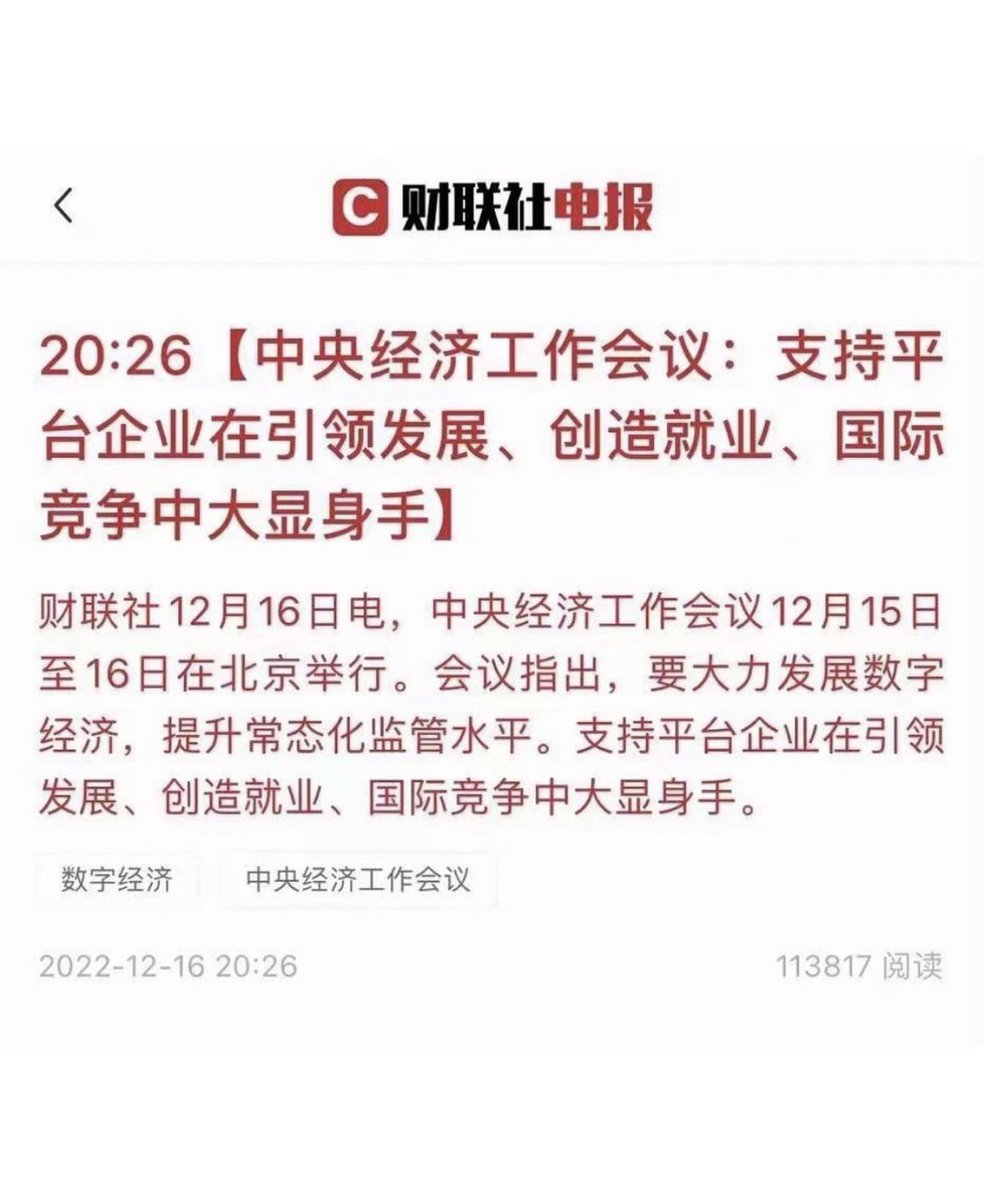 C 财联社电报
20:26【中央经济工作会议：支持平
台企业在引领发展、创造就业、国际
竞争中大显身手】
财联社12月16日电，中央经济工作会议12月15日
至16日在北京举行。会议指出，要大力发展数字
经济，提升常态化监管水平。支持平台企业在引领
发展、创造就业、国际竞争中大显身手。
数字经济 中央经济工作会议
2022-12-16 20:26 113817 阅读